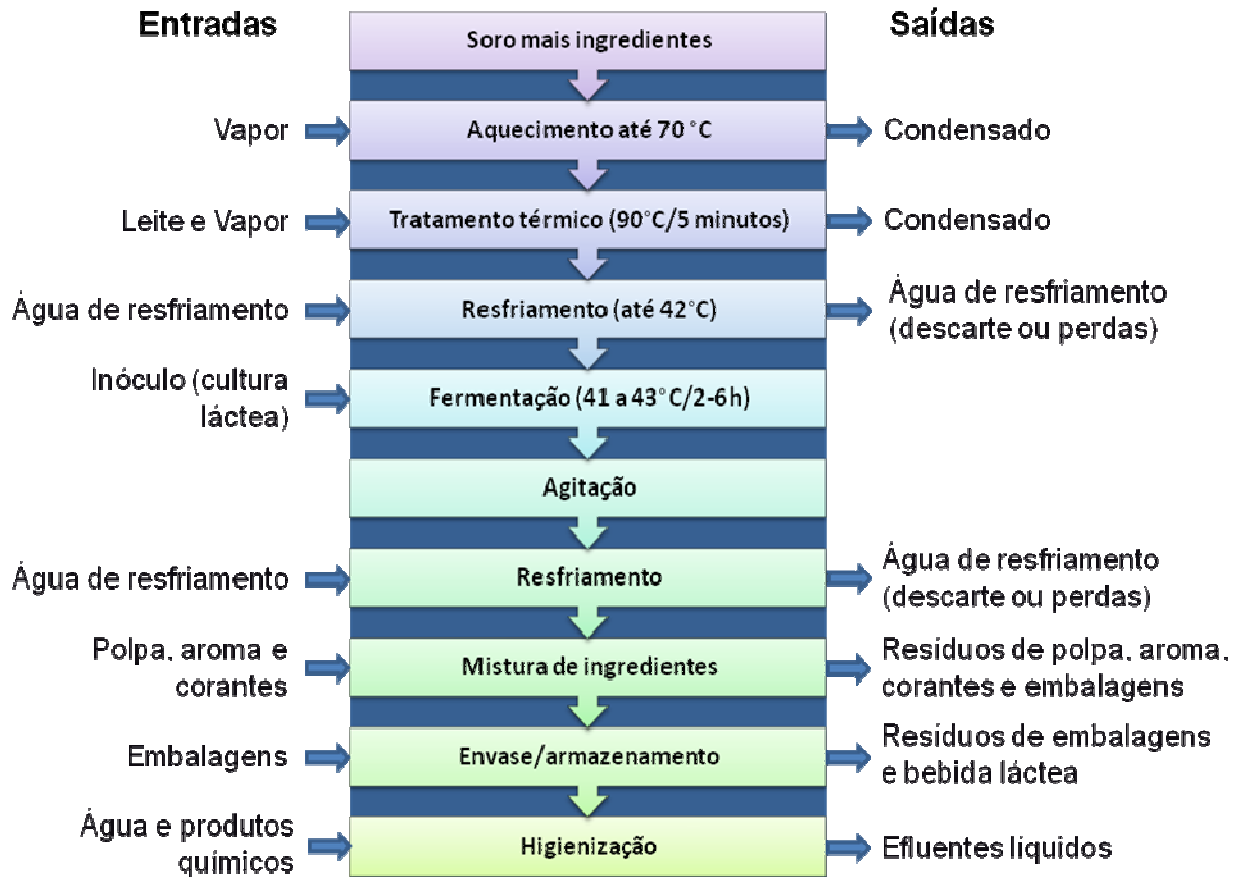 Entradas
Saídas
Soro mais ingredientes
Vapor
Aquecimento até 70 °C
Condensado
Leite e Vapor
Tratamento térmico (90°C/5 minutos)
Condensado
Água de resfriamento
Resfriamento (até 42°C)
Água de resfriamento
(descarte ou perdas)
Inóculo (cultura
láctea)
Fermentação (41 a 43°C/2-6h)
Agitação
Água de resfriamento
Resfriamento
Água de resfriamento
(descarte ou perdas)
Polpa, aroma e
corantes
Mistura de ingredientes
Resíduos de polpa, aroma,
corantes e embalagens
Embalagens
Envase/armazenamento
Resíduos de embalagens
e bebida láctea
Água e produtos
químicos
Higienização
Efluentes líquidos